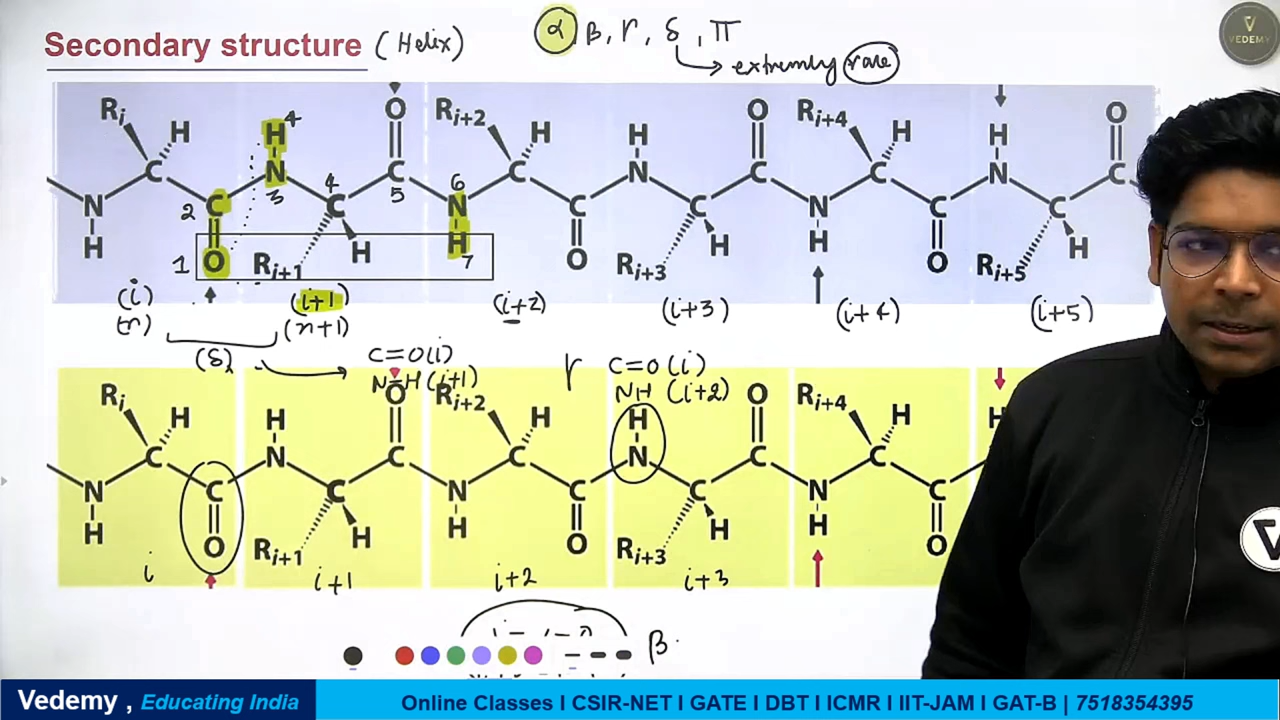 Secondary structure (Helix)
α, β, r, δ, π
extremly rare
V
VEDEMY
Ri H H 4 O Ri+2 H H O Ri+4 H H O
N C C N C C N C C N C C N C C N C C
2 3 4 5 6
H O Ri+1 H H O Ri+3 H H O Ri+5 H
1 7
(i) (i+1) (i+2) (i+3) (i+4) (i+5)
(n) (n+1)
(δ)
C=O(i)
N-H (i+1)
r C=O (i)
NH (i+2)
Ri H H O Ri+2 H H O Ri+4 H H
N C C N C C N C C N C C N C C
H O Ri+1 H H O Ri+3 H H O
i i+1 i+2 i+3
β
V
Vedemy , Educating India
Online Classes I CSIR-NET I GATE I DBT I ICMR I IIT-JAM I GAT-B | 7518354395